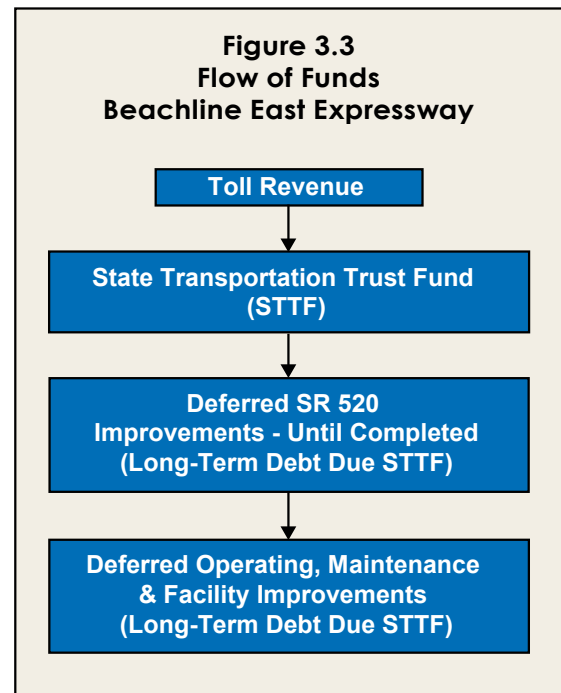 Figure 3.3
Flow of Funds
Beachline East Expressway
Toll Revenue
State Transportation Trust Fund
(STTF)
Deferred SR 520
Improvements - Until Completed
(Long-Term Debt Due STTF)
Deferred Operating, Maintenance
& Facility Improvements
(Long-Term Debt Due STTF)